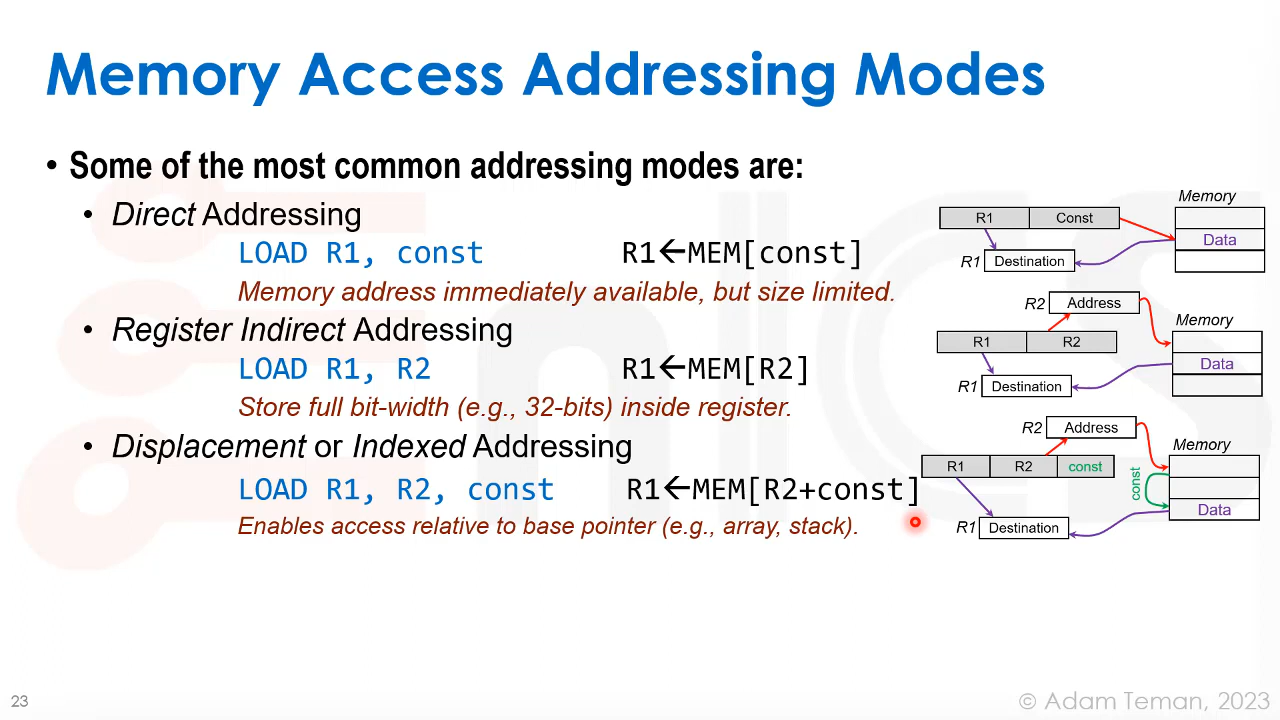 Memory Access Addressing Modes
• Some of the most common addressing modes are:
• Direct Addressing
LOAD R1, const R1←MEM[const]
Memory address immediately available, but size limited.
• Register Indirect Addressing
LOAD R1, R2 R1←MEM[R2]
Store full bit-width (e.g., 32-bits) inside register.
• Displacement or Indexed Addressing
LOAD R1, R2, const R1←MEM[R2+const]
Enables access relative to base pointer (e.g., array, stack).
Memory
R1 Const
Data
R1 Destination
R2 Address
Memory
R1 R2
Data
R1 Destination
R2 Address
Memory
R1 R2 const
const
Data
R1 Destination
nICS
23
© Adam Teman, 2023